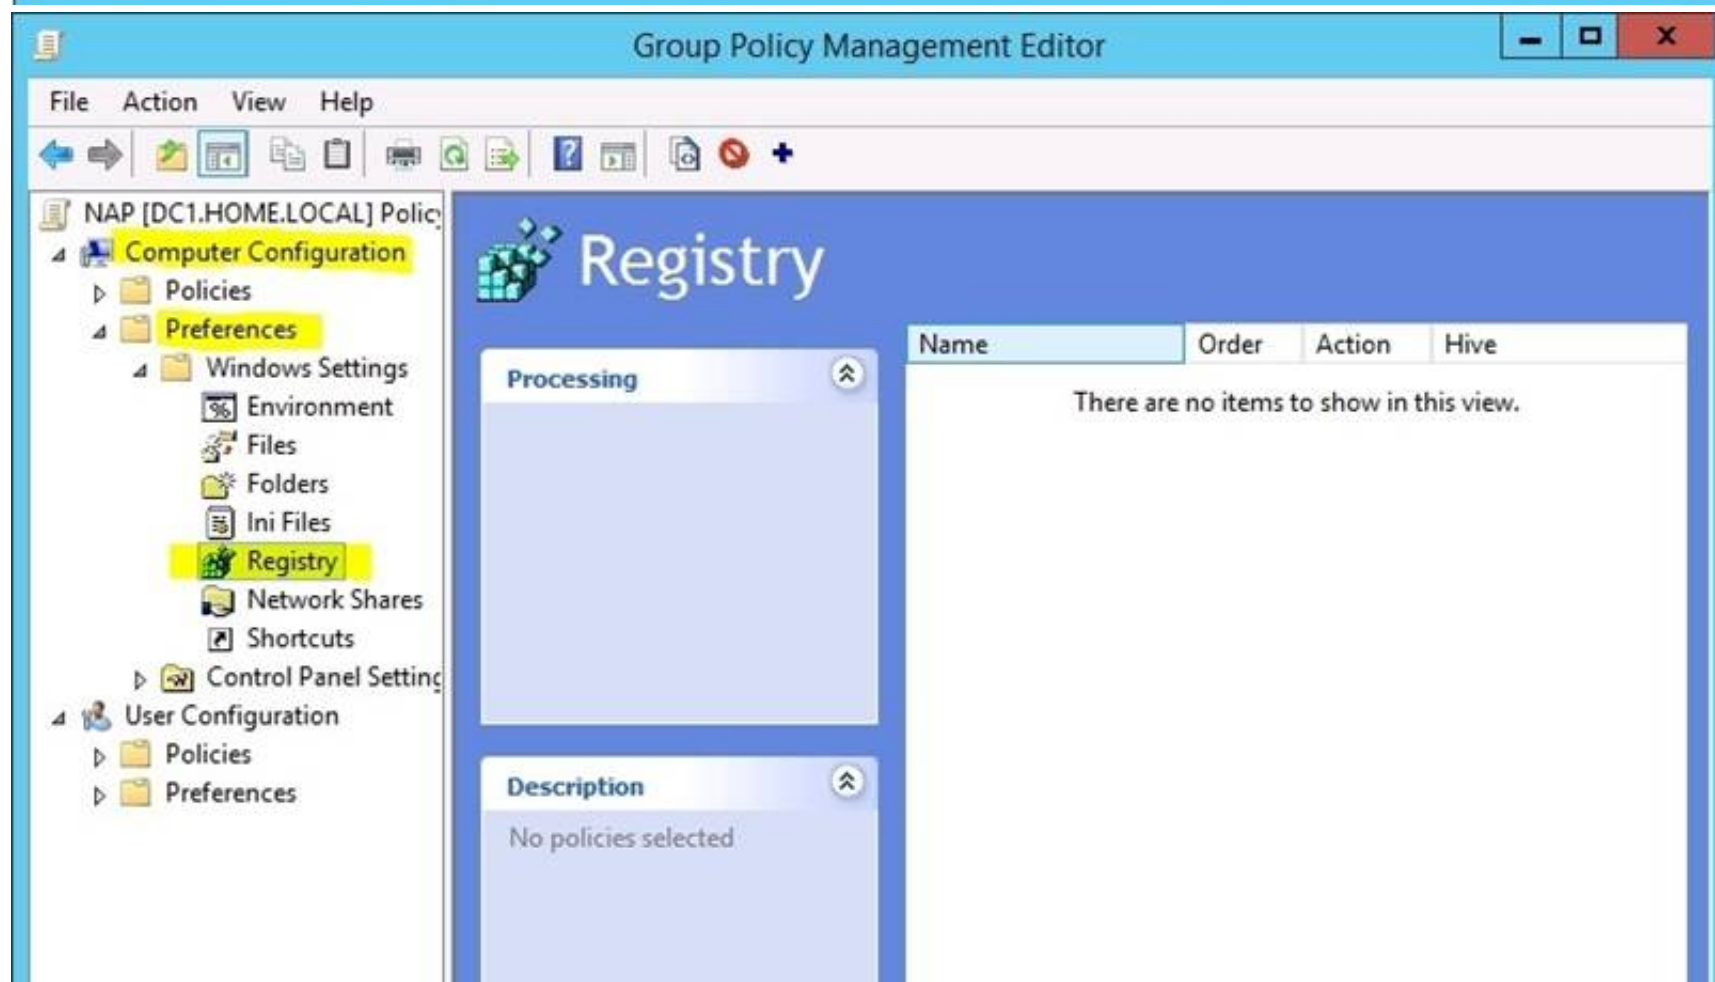 Group Policy Management Editor
File Action View Help
NAP [DC1.HOME.LOCAL] Policy
Computer Configuration
Policies
Preferences
Windows Settings
Environment
Files
Folders
Ini Files
Registry
Network Shares
Shortcuts
Control Panel Setting
User Configuration
Policies
Preferences
Registry
Processing
Description
No policies selected
Name Order Action Hive
There are no items to show in this view.